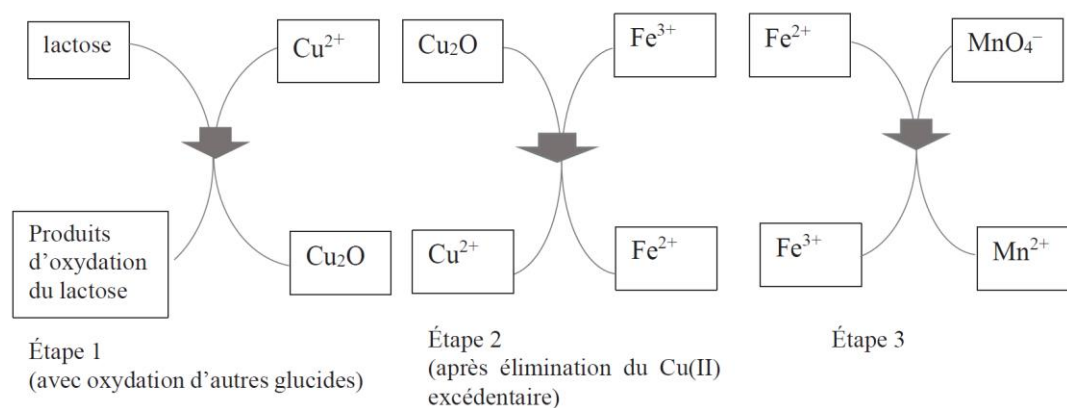 lactose
Cu²⁺
Produits
d'oxydation
du lactose
Cu₂O
Étape 1
(avec oxydation d'autres glucides)
Cu₂O
Fe³⁺
Cu²⁺
Fe²⁺
Étape 2
(après élimination du Cu(II)
excédentaire)
Fe²⁺
MnO₄⁻
Fe³⁺
Mn²⁺
Étape 3